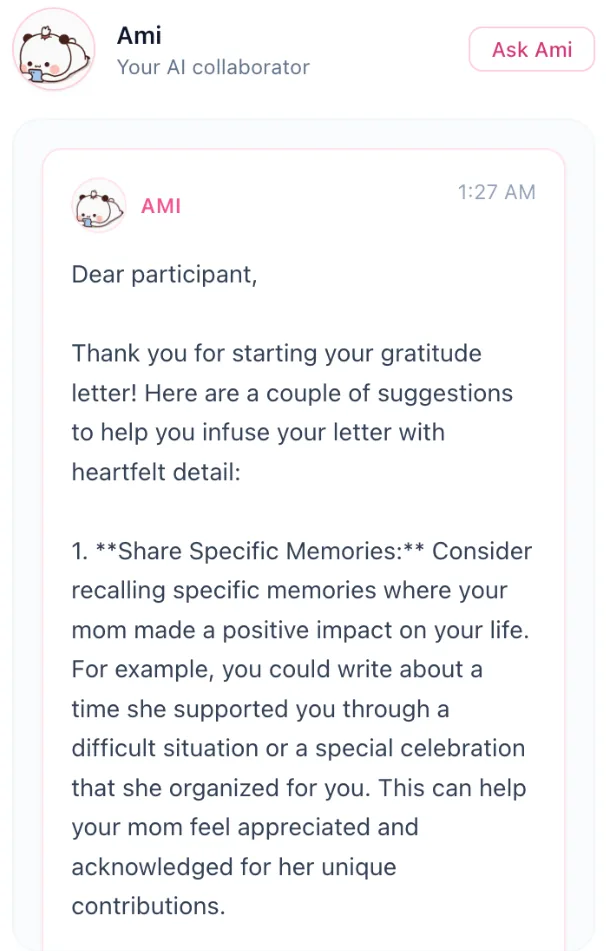 Ami
Your AI collaborator
Ask Ami
AMI
1:27 AM
Dear participant,
Thank you for starting your gratitude
letter! Here are a couple of suggestions
to help you infuse your letter with
heartfelt detail:
1. **Share Specific Memories:** Consider
recalling specific memories where your
mom made a positive impact on your life.
For example, you could write about a
time she supported you through a
difficult situation or a special celebration
that she organized for you. This can help
your mom feel appreciated and
acknowledged for her unique
contributions.